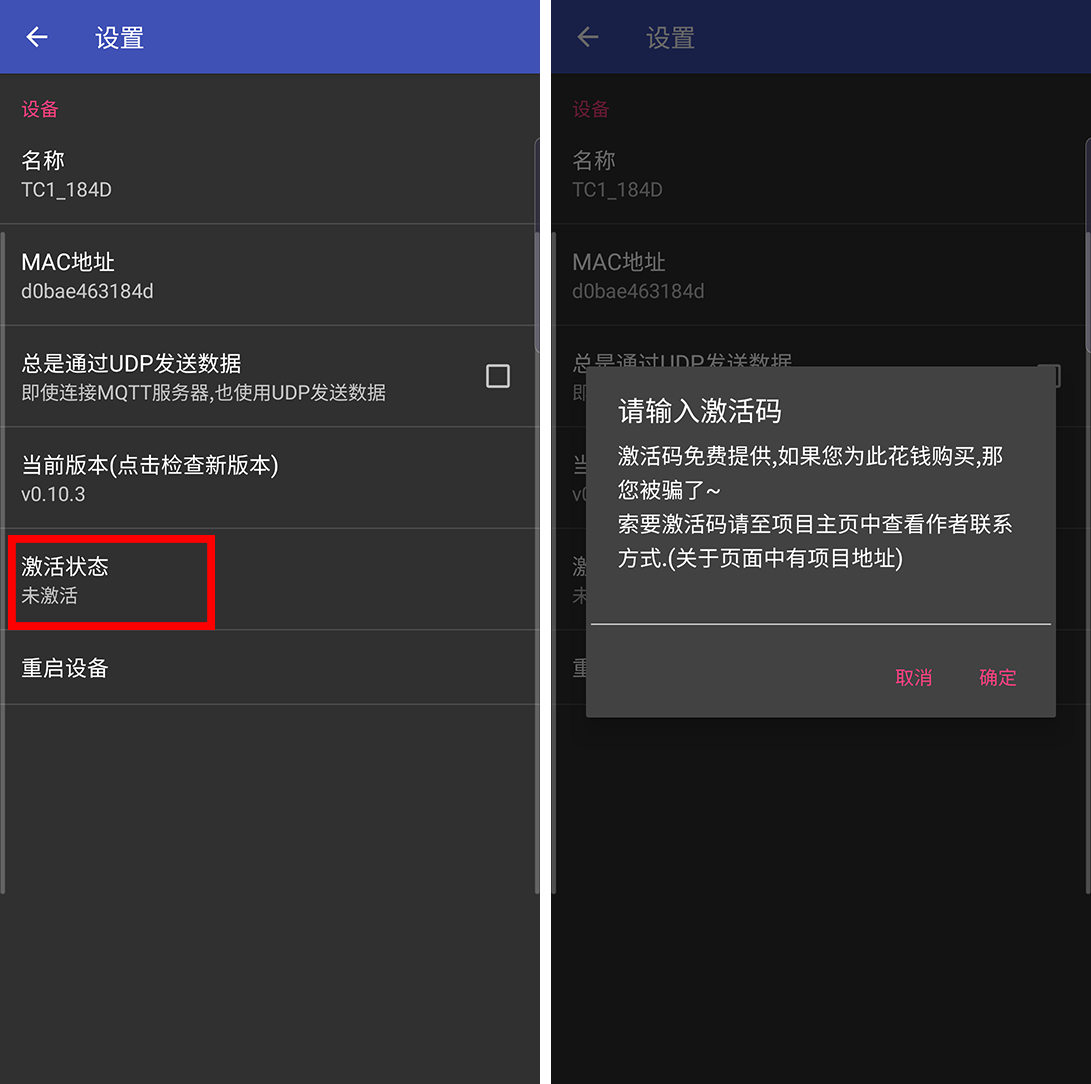 设置
设备
名称
TC1_184D
MAC地址
d0bae463184d
总是通过UDP发送数据
即使连接MQTT服务器,也使用UDP发送数据
当前版本(点击检查新版本)
v0.10.3
激活状态
未激活
重启设备
设置
设备
名称
TC1_184D
MAC地址
d0bae463184d
总是通过UDP发送数据
即
当
v0
激
未
重
请输入激活码
激活码免费提供,如果您为此花钱购买,那
您被骗了~
索要激活码请至项目主页中查看作者联系
方式.(关于页面中有项目地址)
取消
确定